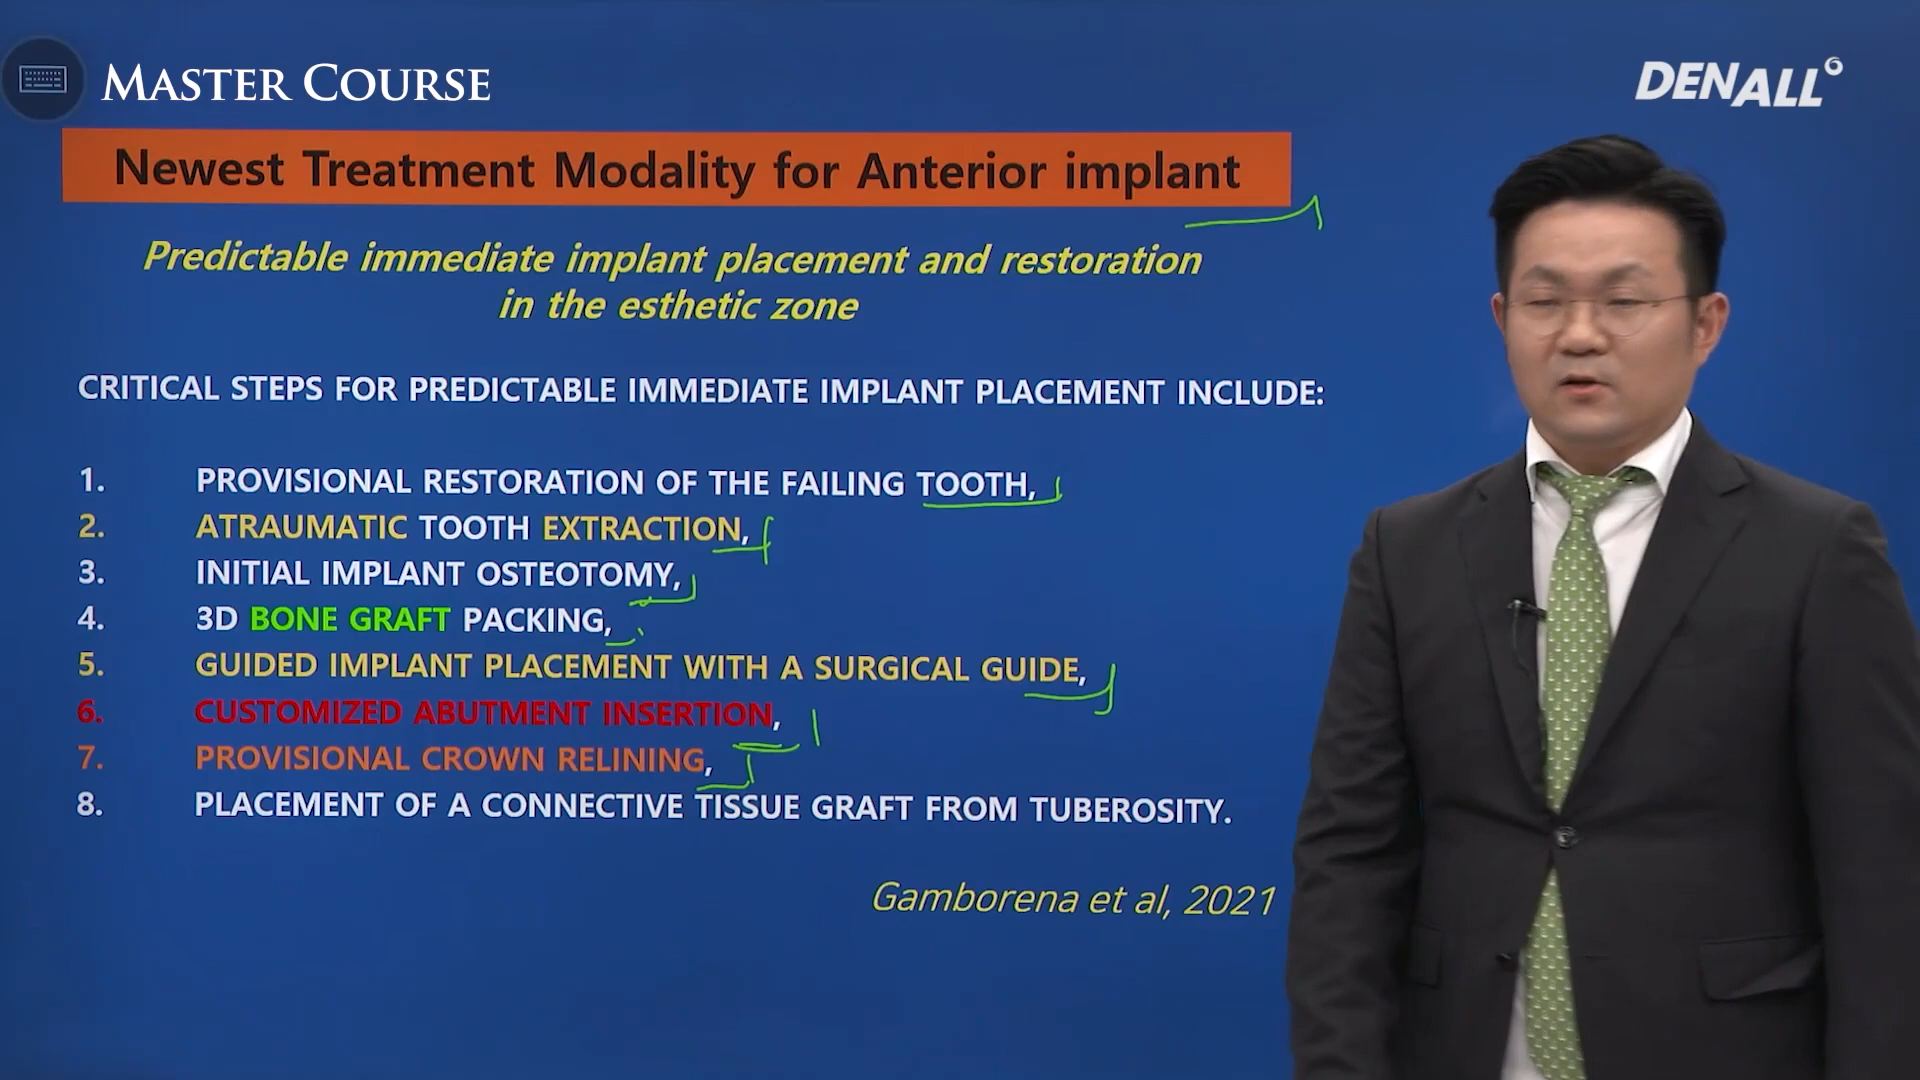 MASTER COURSE
DENALL
Newest Treatment Modality for Anterior implant
Predictable immediate implant placement and restoration
in the esthetic zone
CRITICAL STEPS FOR PREDICTABLE IMMEDIATE IMPLANT PLACEMENT INCLUDE:
1. PROVISIONAL RESTORATION OF THE FAILING TOOTH,
2. ATRAUMATIC TOOTH EXTRACTION,
3. INITIAL IMPLANT OSTEOTOMY,
4. 3D BONE GRAFT PACKING,
5. GUIDED IMPLANT PLACEMENT WITH A SURGICAL GUIDE,
6. CUSTOMIZED ABUTMENT INSERTION,
7. PROVISIONAL CROWN RELINING,
8. PLACEMENT OF A CONNECTIVE TISSUE GRAFT FROM TUBEROSITY.
Gamborena et al, 2021